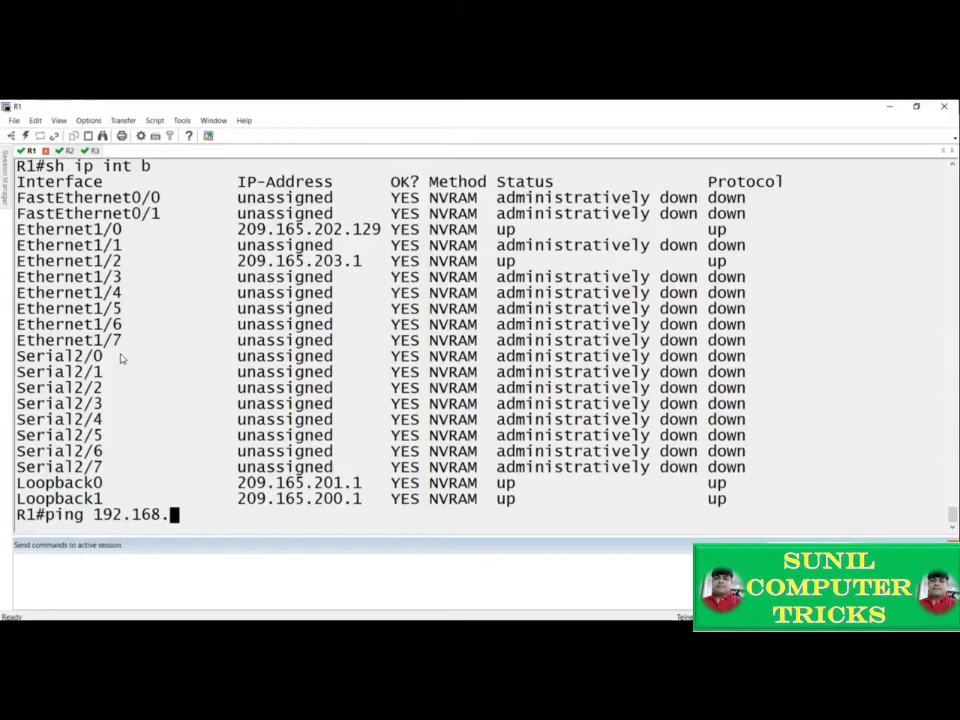 R1
File Edit View Options Transfer Script Tools Window Help
R1 R2 R3
Session Manager
R1#sh ip int b
Interface IP-Address OK? Method Status Protocol
FastEthernet0/0 unassigned YES NVRAM administratively down down
FastEthernet0/1 unassigned YES NVRAM administratively down down
Ethernet1/0 209.165.202.129 YES NVRAM up up
Ethernet1/1 unassigned YES NVRAM administratively down down
Ethernet1/2 209.165.203.1 YES NVRAM up up
Ethernet1/3 unassigned YES NVRAM administratively down down
Ethernet1/4 unassigned YES NVRAM administratively down down
Ethernet1/5 unassigned YES NVRAM administratively down down
Ethernet1/6 unassigned YES NVRAM administratively down down
Ethernet1/7 unassigned YES NVRAM administratively down down
Serial2/0 unassigned YES NVRAM administratively down down
Serial2/1 unassigned YES NVRAM administratively down down
Serial2/2 unassigned YES NVRAM administratively down down
Serial2/3 unassigned YES NVRAM administratively down down
Serial2/4 unassigned YES NVRAM administratively down down
Serial2/5 unassigned YES NVRAM administratively down down
Serial2/6 unassigned YES NVRAM administratively down down
Serial2/7 unassigned YES NVRAM administratively down down
Loopback0 209.165.201.1 YES NVRAM up up
Loopback1 209.165.200.1 YES NVRAM up up
R1#ping 192.168.
Send commands to active session
SUNIL
COMPUTER
TRICKS
Ready Telne